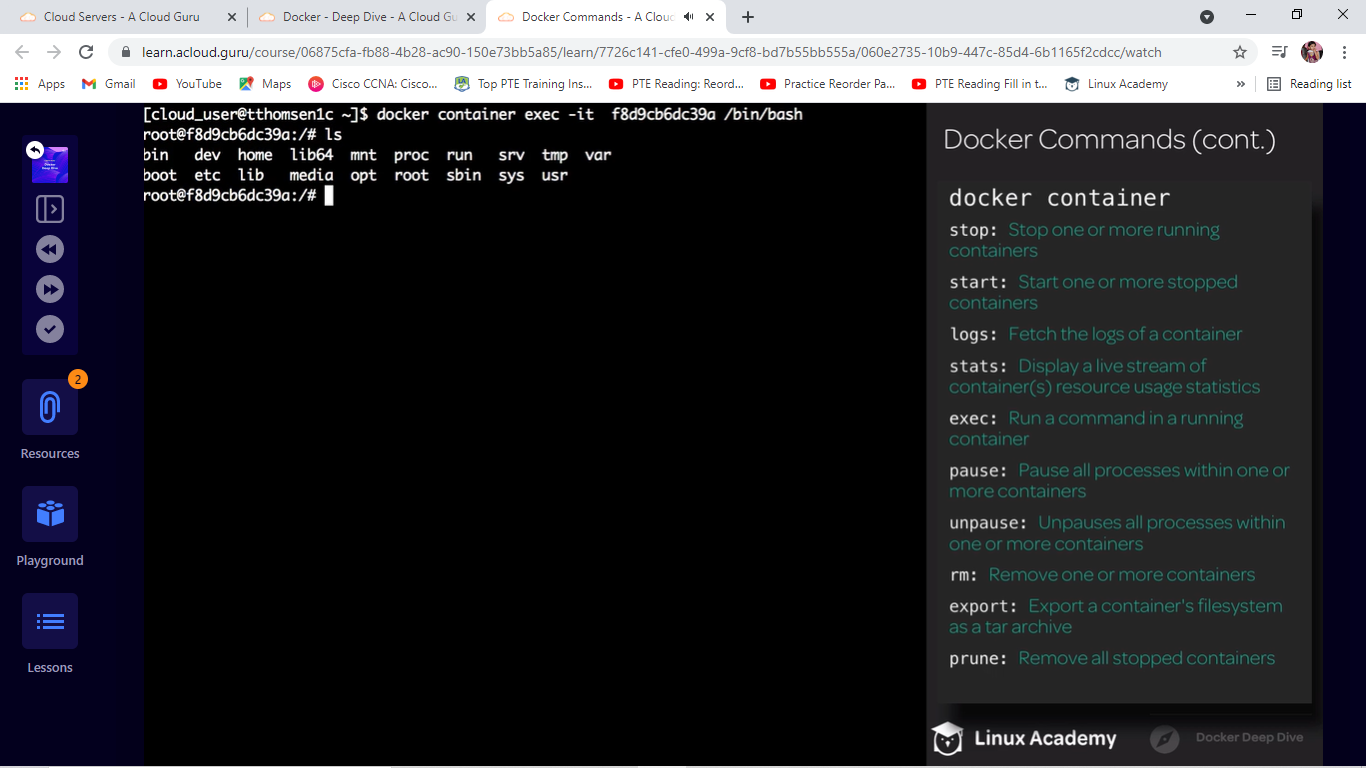 Cloud Servers - A Cloud Guru
Docker - Deep Dive - A Cloud Gu
Docker Commands - A Cloud
learn.acloud.guru/course/06875cfa-fb88-4b28-ac90-150e73bb5a85/learn/7726c141-cfe0-499a-9cf8-bd7b55bb555a/060e2735-10b9-447c-85d4-6b1165f2cdcc/watch
Apps Gmail YouTube Maps Cisco CCNA: Cisco... Top PTE Training Ins... PTE Reading: Reord... Practice Reorder Pa... PTE Reading Fill in t... Linux Academy » Reading list
[cloud_user@tthomsen1c ~]$ docker container exec -it f8d9cb6dc39a /bin/bash
root@f8d9cb6dc39a:/# ls
bin dev home lib64 mnt proc run srv tmp var
boot etc lib media opt root sbin sys usr
root@f8d9cb6dc39a:/#
Docker Deep Dive
2
Resources
Playground
Lessons
Docker Commands (cont.)
docker container
stop: Stop one or more running
containers
start: Start one or more stopped
containers
logs: Fetch the logs of a container
stats: Display a live stream of
container(s) resource usage statistics
exec: Run a command in a running
container
pause: Pause all processes within one or
more containers
unpause: Unpauses all processes within
one or more containers
rm: Remove one or more containers
export: Export a container's filesystem
as a tar archive
prune: Remove all stopped containers
Linux Academy
Docker Deep Dive